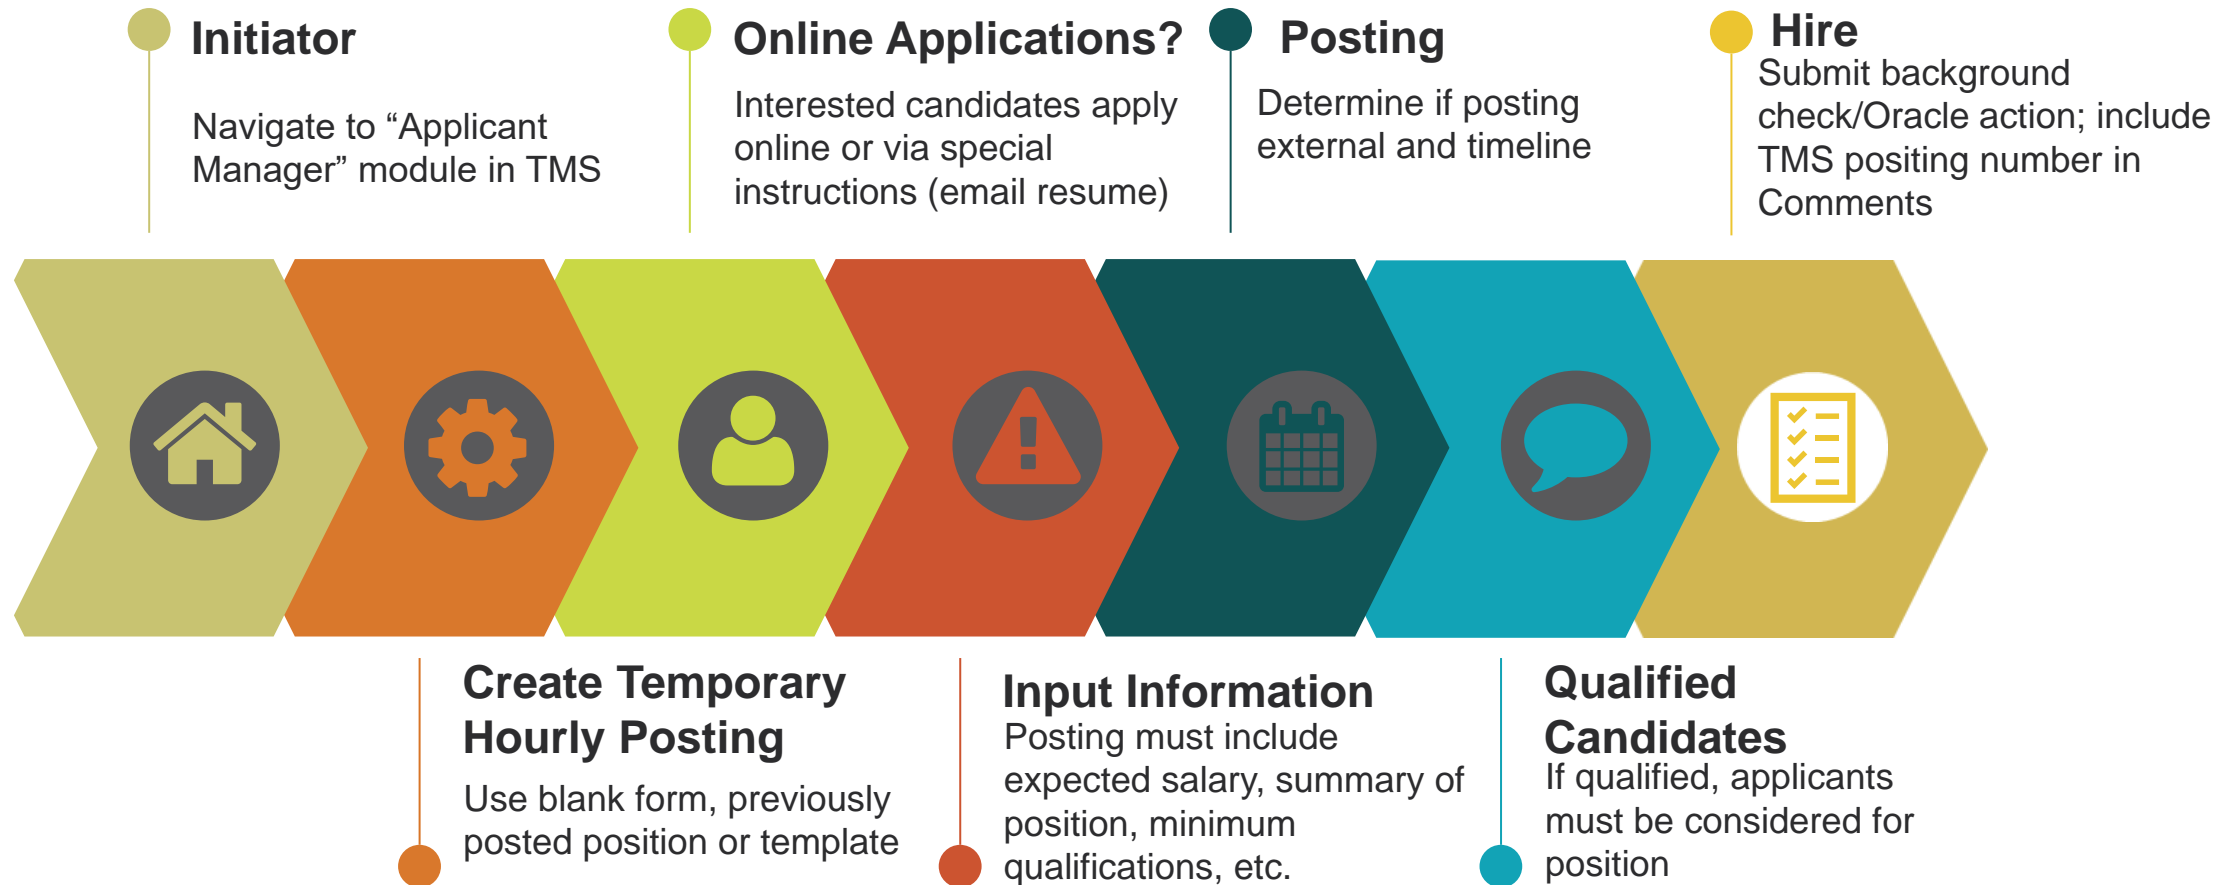 Initiator
Navigate to “Applicant
Manager” module in TMS
Online Applications?
Interested candidates apply
online or via special
instructions (email resume)
Posting
Determine if posting
external and timeline
Hire
Submit background
check/Oracle action; include
TMS positing number in
Comments
Create Temporary
Hourly Posting
Use blank form, previously
posted position or template
Input Information
Posting must include
expected salary, summary of
position, minimum
qualifications, etc.
Qualified
Candidates
If qualified, applicants
must be considered for
position